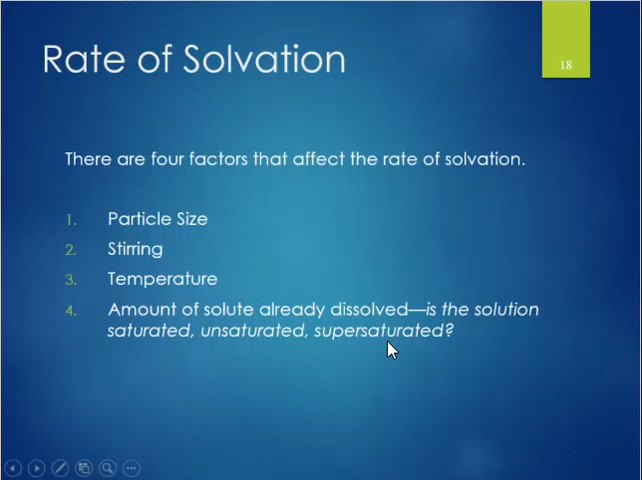 Rate of Solvation
18
There are four factors that affect the rate of solvation.
1. Particle Size
2. Stirring
3. Temperature
4. Amount of solute already dissolved—is the solution
saturated, unsaturated, supersaturated?